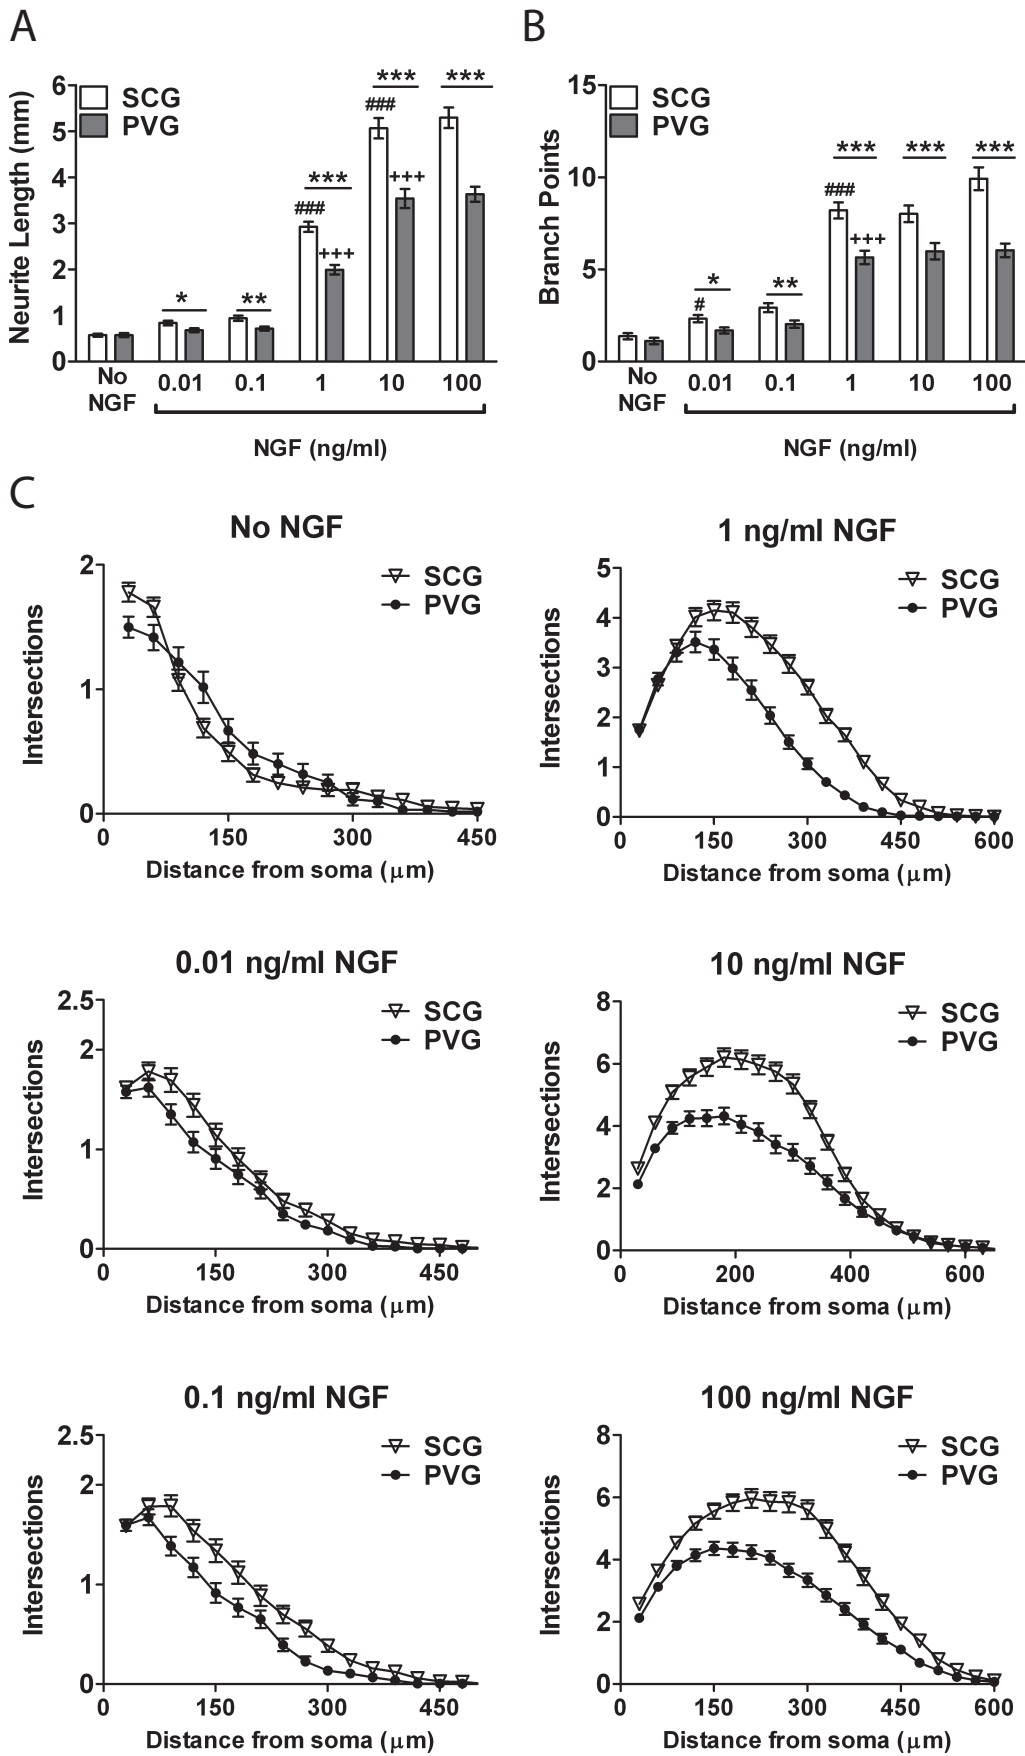 A
B
Neurite Length (mm)
6
5
4
3
2
1
0
SCG
PVG
*
**
***
###
+++
***
###
+++
***
No NGF
0.01
0.1
1
10
100
NGF (ng/ml)
Branch Points
15
10
5
0
SCG
PVG
#
*
**
***
###
+++
***
***
No NGF
0.01
0.1
1
10
100
NGF (ng/ml)
C
No NGF
Intersections
2
1
0
SCG
PVG
0
150
300
450
Distance from soma (μm)
1 ng/ml NGF
Intersections
5
4
3
2
1
0
SCG
PVG
0
150
300
450
600
Distance from soma (μm)
0.01 ng/ml NGF
Intersections
2.5
2
1
0
SCG
PVG
0
150
300
450
Distance from soma (μm)
10 ng/ml NGF
Intersections
8
6
4
2
0
SCG
PVG
0
200
400
600
Distance from soma (μm)
0.1 ng/ml NGF
Intersections
2.5
2
1
0
SCG
PVG
0
150
300
450
Distance from soma (μm)
100 ng/ml NGF
Intersections
8
6
4
2
0
SCG
PVG
0
150
300
450
600
Distance from soma (μm)